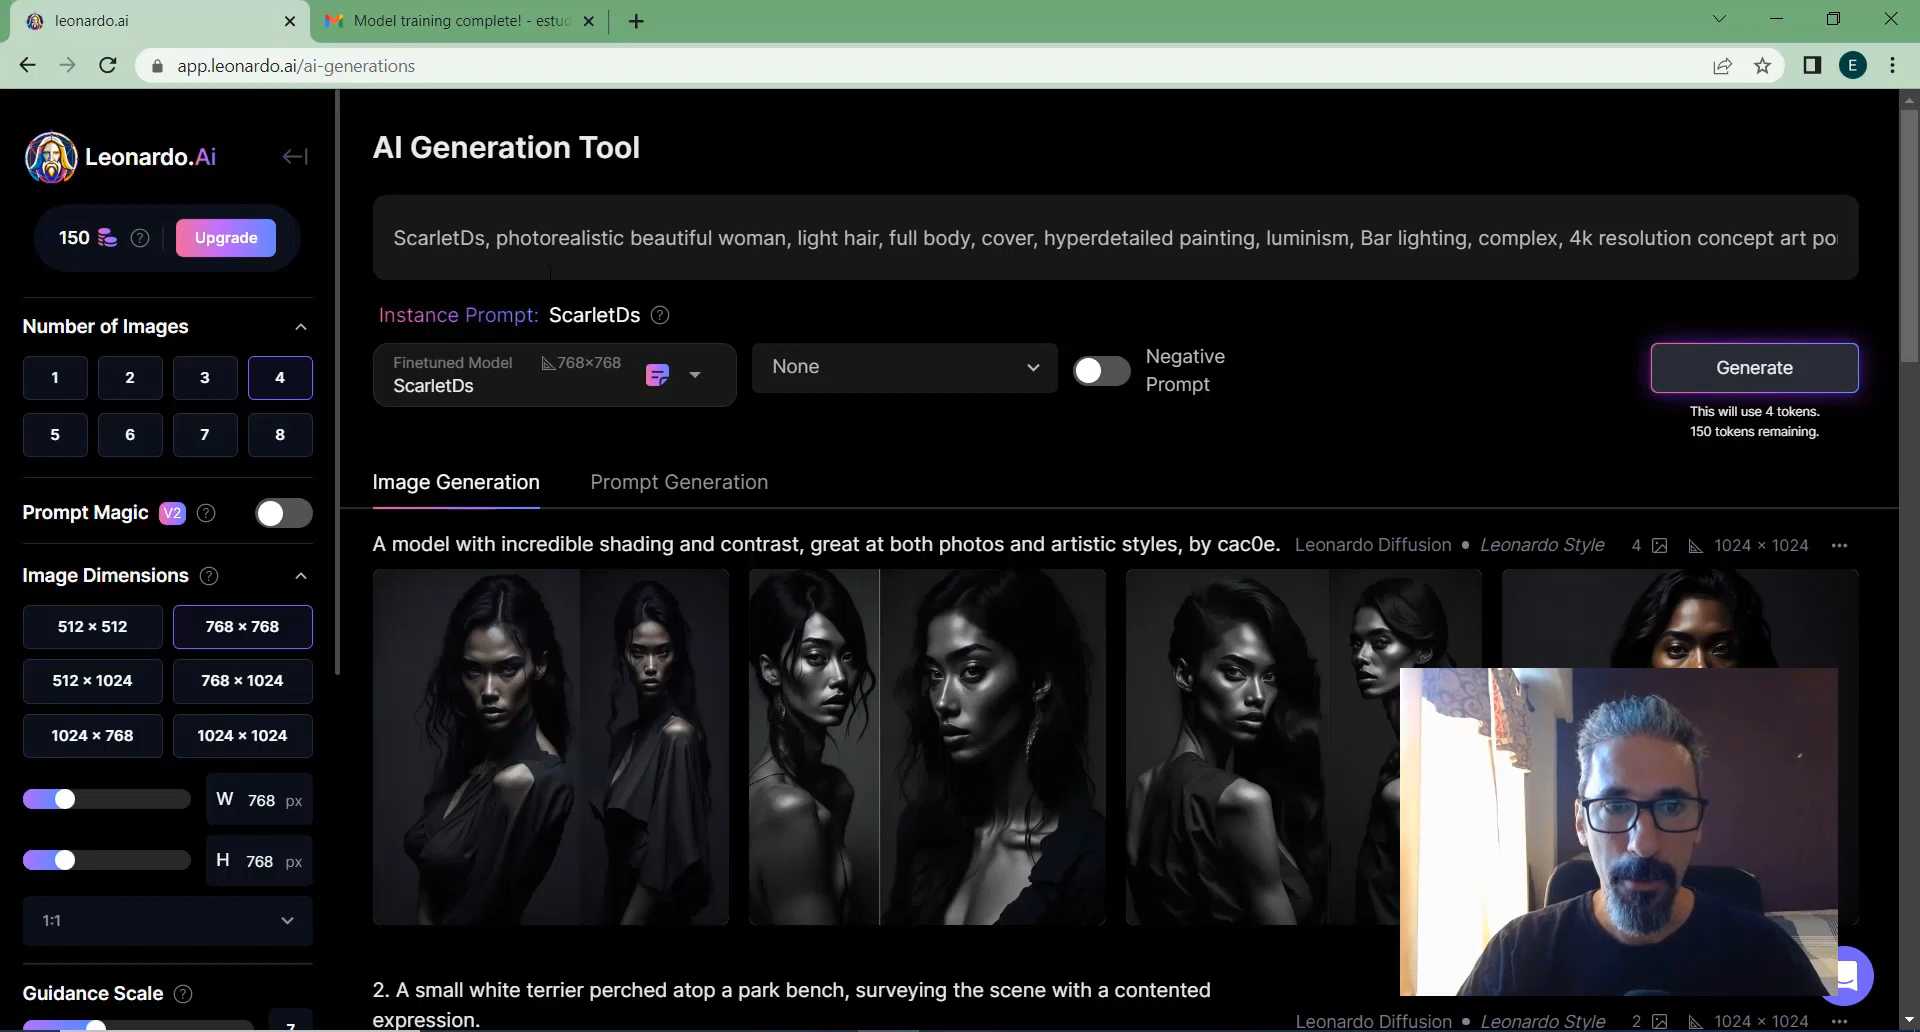 leonardo.ai
Model training complete! - estud
app.leonardo.ai/ai-generations
E
Leonardo.Ai
150
Upgrade
Number of Images
1 2 3 4
5 6 7 8
Prompt Magic V2
Image Dimensions
512 × 512 768 × 768
512 × 1024 768 × 1024
1024 × 768 1024 × 1024
W 768 px
H 768 px
1:1
Guidance Scale
7
AI Generation Tool
ScarletDs, photorealistic beautiful woman, light hair, full body, cover, hyperdetailed painting, luminism, Bar lighting, complex, 4k resolution concept art po
Instance Prompt: ScarletDs
Finetuned Model 768×768
ScarletDs
None
Negative
Prompt
Generate
This will use 4 tokens.
150 tokens remaining.
Image Generation Prompt Generation
A model with incredible shading and contrast, great at both photos and artistic styles, by cac0e. Leonardo Diffusion • Leonardo Style 4 1024 × 1024
2. A small white terrier perched atop a park bench, surveying the scene with a contented
expression.
Leonardo Diffusion • Leonardo Style 2 1024 × 1024